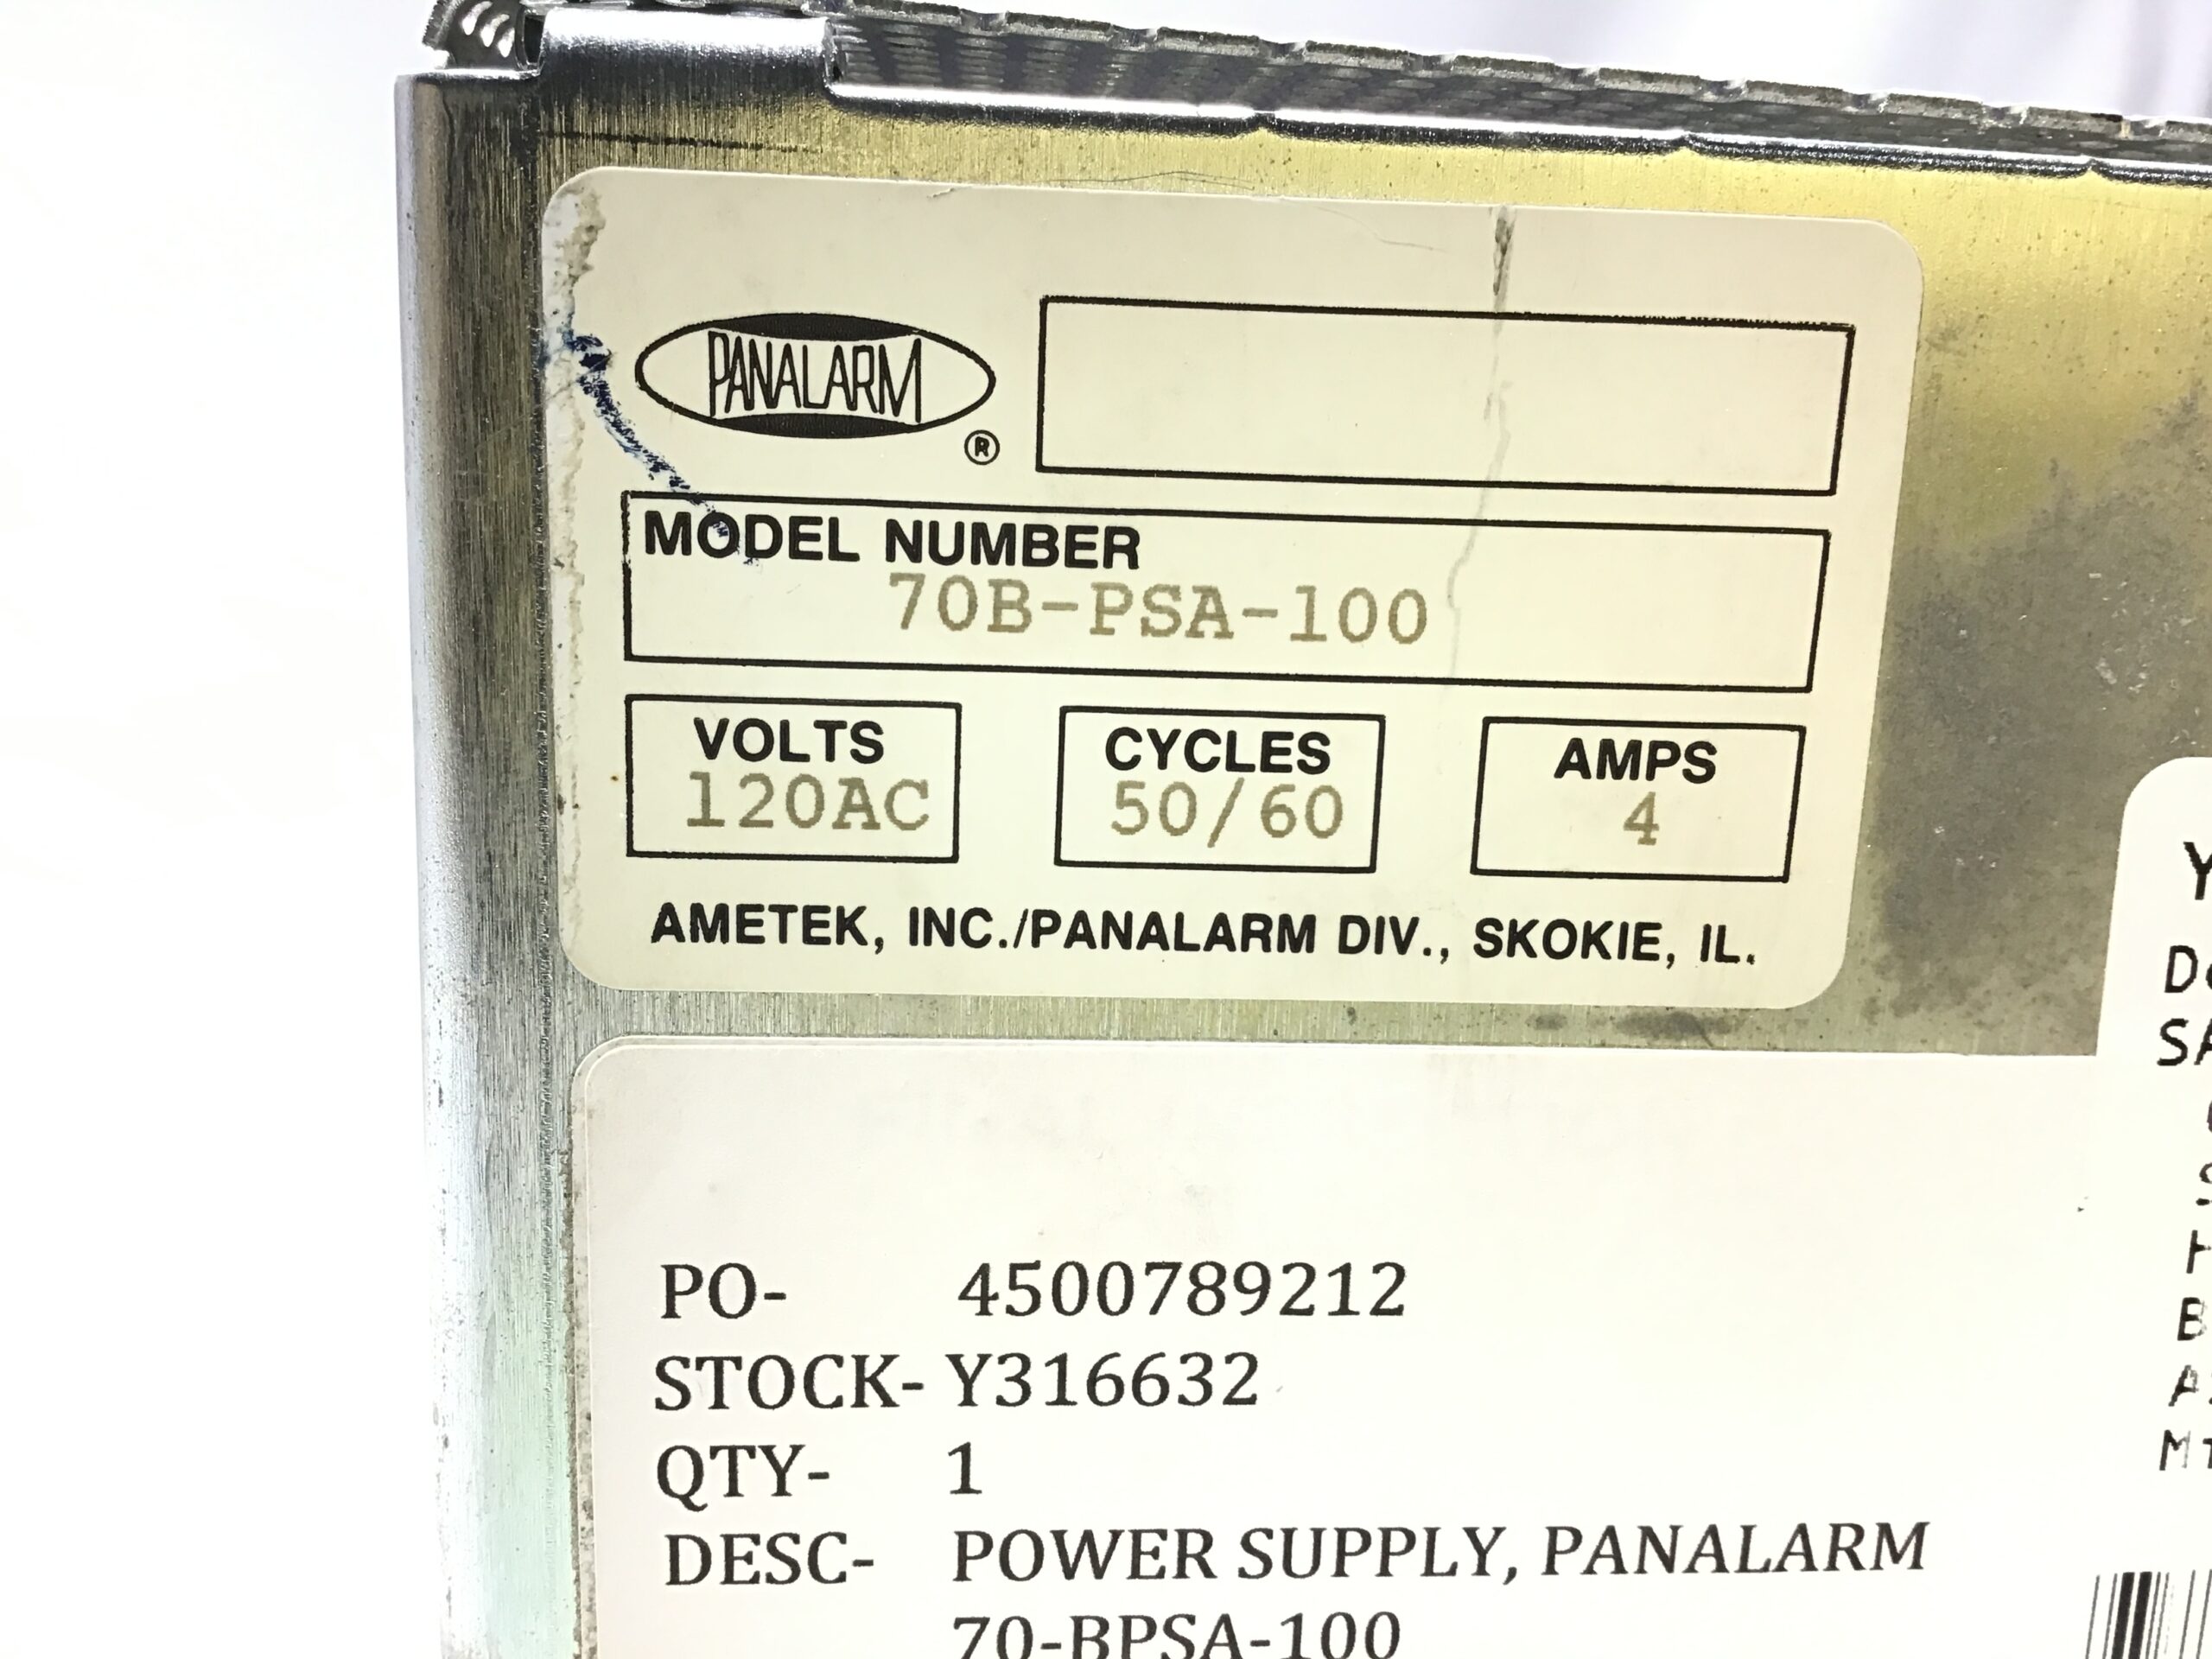 PANALARM
®
MODEL NUMBER
70B-PSA-100
VOLTS
120AC
CYCLES
50/60
AMPS
4
AMETEK, INC./PANALARM DIV., SKOKIE, IL.
PO- 4500789212
STOCK- Y316632
QTY- 1
DESC- POWER SUPPLY, PANALARM
70-BPSA-100